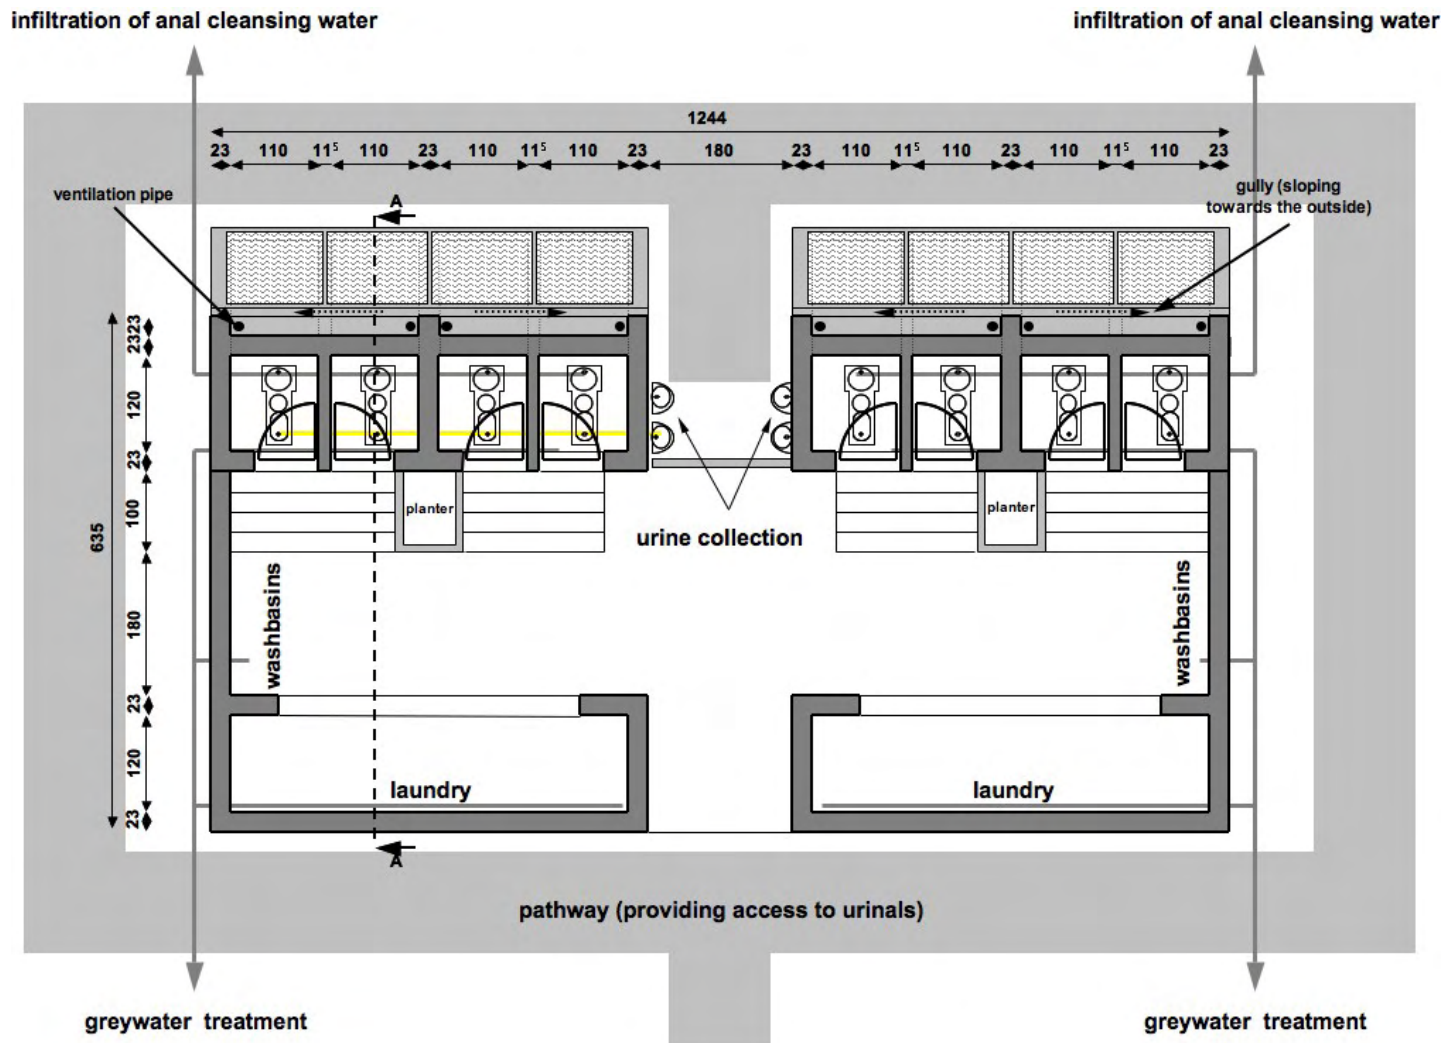 infiltration of anal cleansing water
infiltration of anal cleansing water
1244
23 110 11⁵ 110 23 110 11⁵ 110 23 180 23 110 11⁵ 110 23 110 11⁵ 110 23
ventilation pipe
A
gully (sloping
towards the outside)
23
23
120
23
100
180
23
120
23
635
planter
planter
urine collection
washbasins
washbasins
laundry
laundry
A
pathway (providing access to urinals)
greywater treatment
greywater treatment